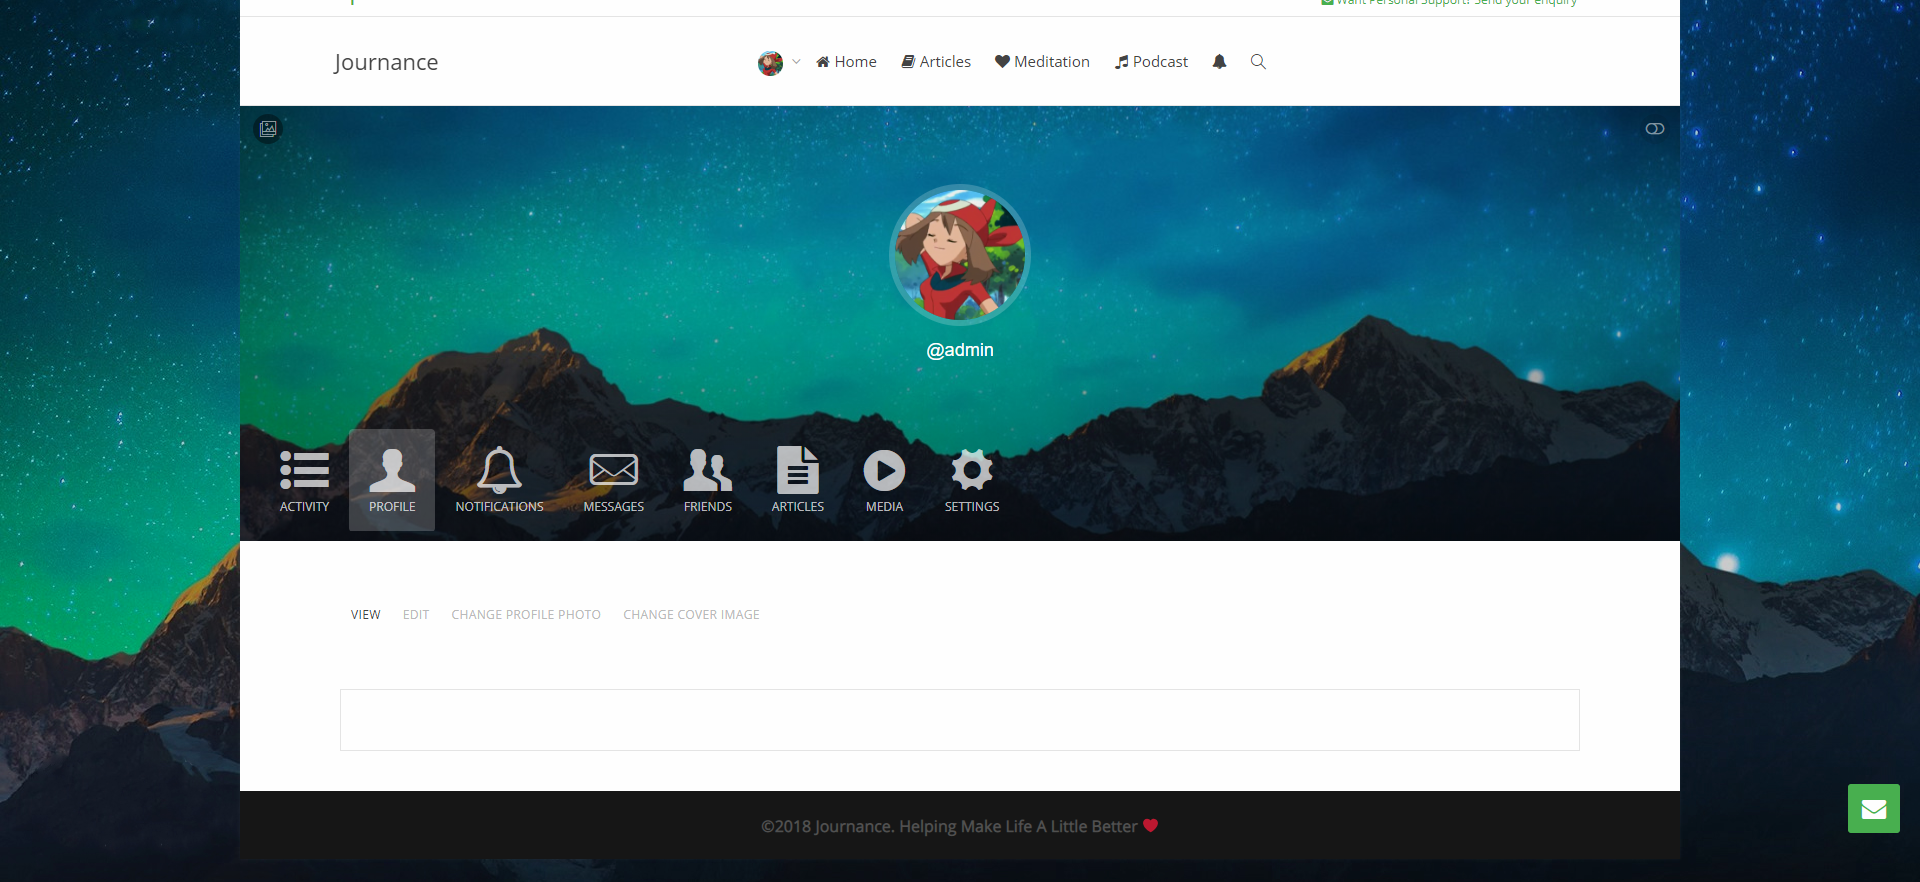 Want Personal Support? Send your enquiry
Journance
Home Articles Meditation Podcast
@admin
ACTIVITY PROFILE NOTIFICATIONS MESSAGES FRIENDS ARTICLES MEDIA SETTINGS
VIEW EDIT CHANGE PROFILE PHOTO CHANGE COVER IMAGE
©2018 Journance. Helping Make Life A Little Better